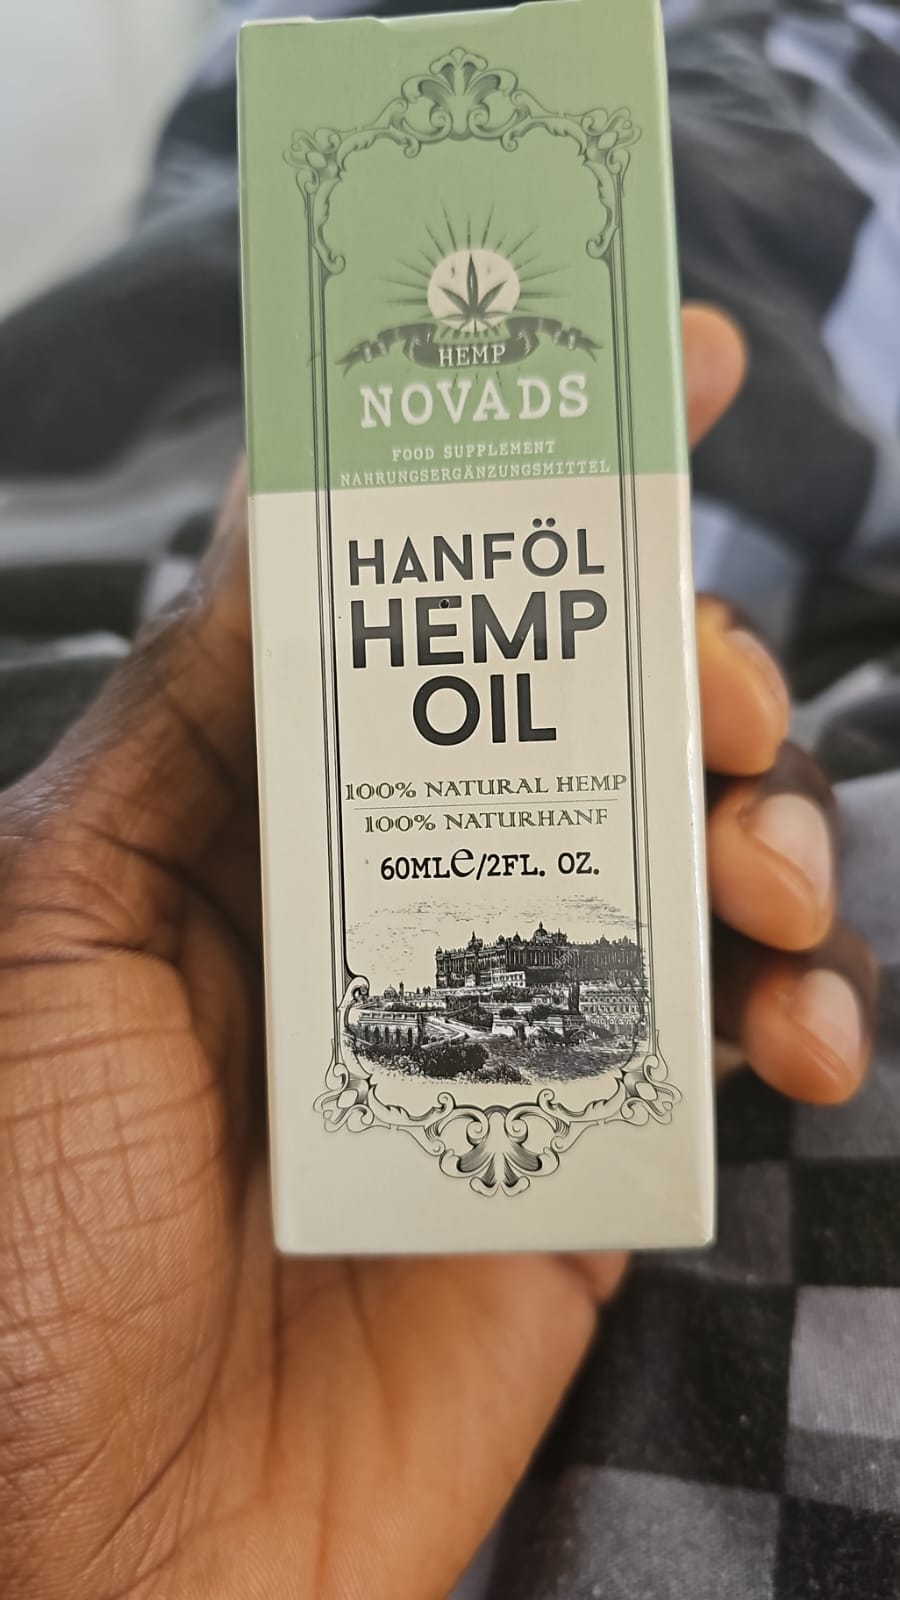 HEMP
NOVADS
FOOD SUPPLEMENT
NAHRUNGSERGÄNZUNGSMITTEL
HANFÖL
HEMP
OIL
100% NATURAL HEMP
100% NATURHANF
60ML℮/2FL. OZ.